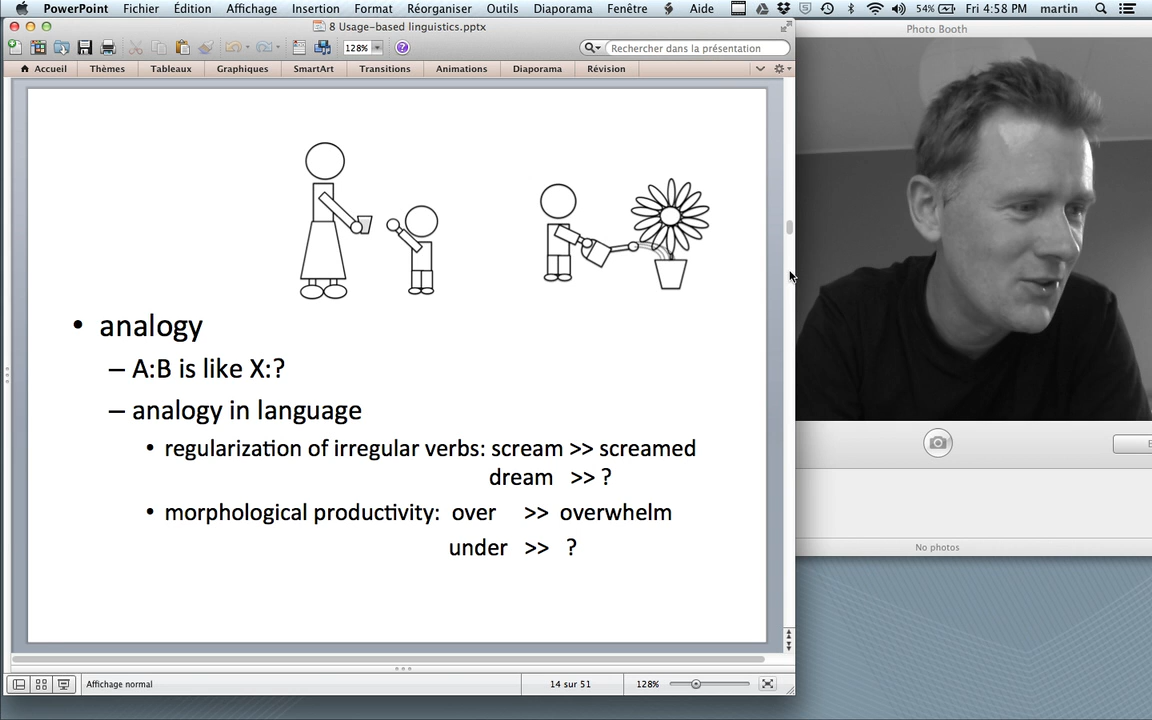 PowerPoint Fichier Édition Affichage Insertion Format Réorganiser Outils Diaporama Fenêtre Aide 54% Fri 4:58 PM martin
8 Usage-based linguistics.pptx
Photo Booth
128%
Rechercher dans la présentation
Accueil Thèmes Tableaux Graphiques SmartArt Transitions Animations Diaporama Révision
• analogy
– A:B is like X:?
– analogy in language
• regularization of irregular verbs: scream >> screamed
dream >> ?
• morphological productivity: over >> overwhelm
under >> ?
No photos
Affichage normal
14 sur 51
128%